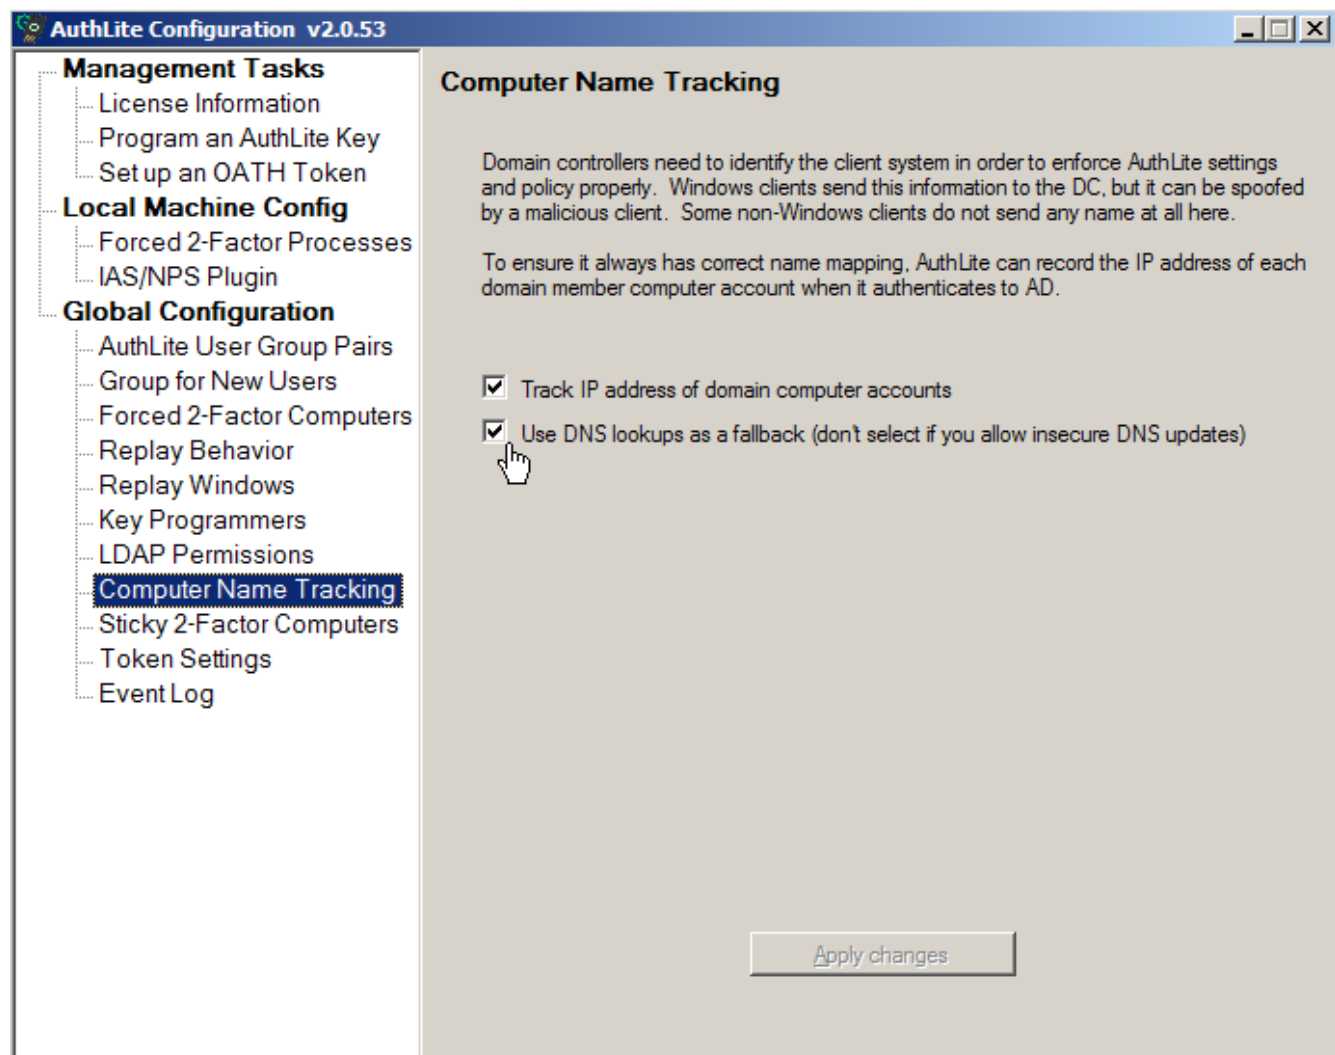 AuthLite Configuration v2.0.53
Management Tasks
License Information
Program an AuthLite Key
Set up an OATH Token
Local Machine Config
Forced 2-Factor Processes
IAS/NPS Plugin
Global Configuration
AuthLite User Group Pairs
Group for New Users
Forced 2-Factor Computers
Replay Behavior
Replay Windows
Key Programmers
LDAP Permissions
Computer Name Tracking
Sticky 2-Factor Computers
Token Settings
Event Log
Computer Name Tracking
Domain controllers need to identify the client system in order to enforce AuthLite settings
and policy properly. Windows clients send this information to the DC, but it can be spoofed
by a malicious client. Some non-Windows clients do not send any name at all here.
To ensure it always has correct name mapping, AuthLite can record the IP address of each
domain member computer account when it authenticates to AD.
Track IP address of domain computer accounts
Use DNS lookups as a fallback (don't select if you allow insecure DNS updates)
Apply changes